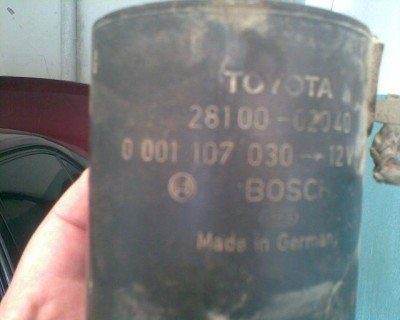 TOYOTA
28100-02040
0 001 107 030 → 12V
BOSCH
Made in Germany